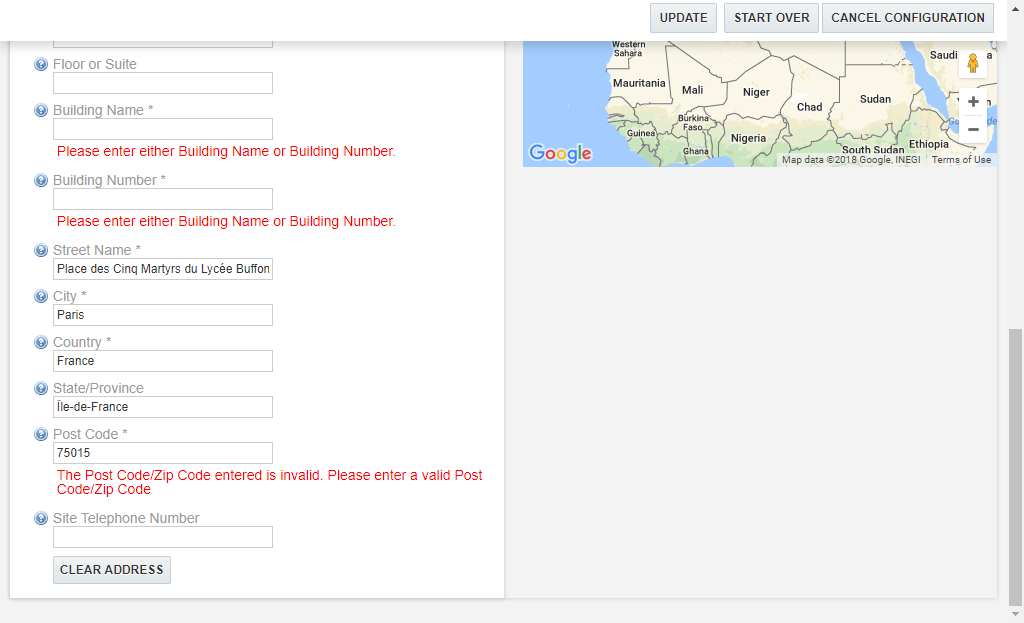 UPDATE
START OVER
CANCEL CONFIGURATION
Floor or Suite
Building Name *
Please enter either Building Name or Building Number.
Building Number *
Please enter either Building Name or Building Number.
Street Name *
Place des Cinq Martyrs du Lycée Buffon
City *
Paris
Country *
France
State/Province
Île-de-France
Post Code *
75015
The Post Code/Zip Code entered is invalid. Please enter a valid Post
Code/Zip Code
Site Telephone Number
CLEAR ADDRESS
Western
Sahara
Mauritania
Mali
Niger
Chad
Sudan
Saudi
Burkina
Faso
Guinea
Ghana
Nigeria
South Sudan
Ethiopia
Google
Map data ©2018 Google, INEGI
Terms of Use